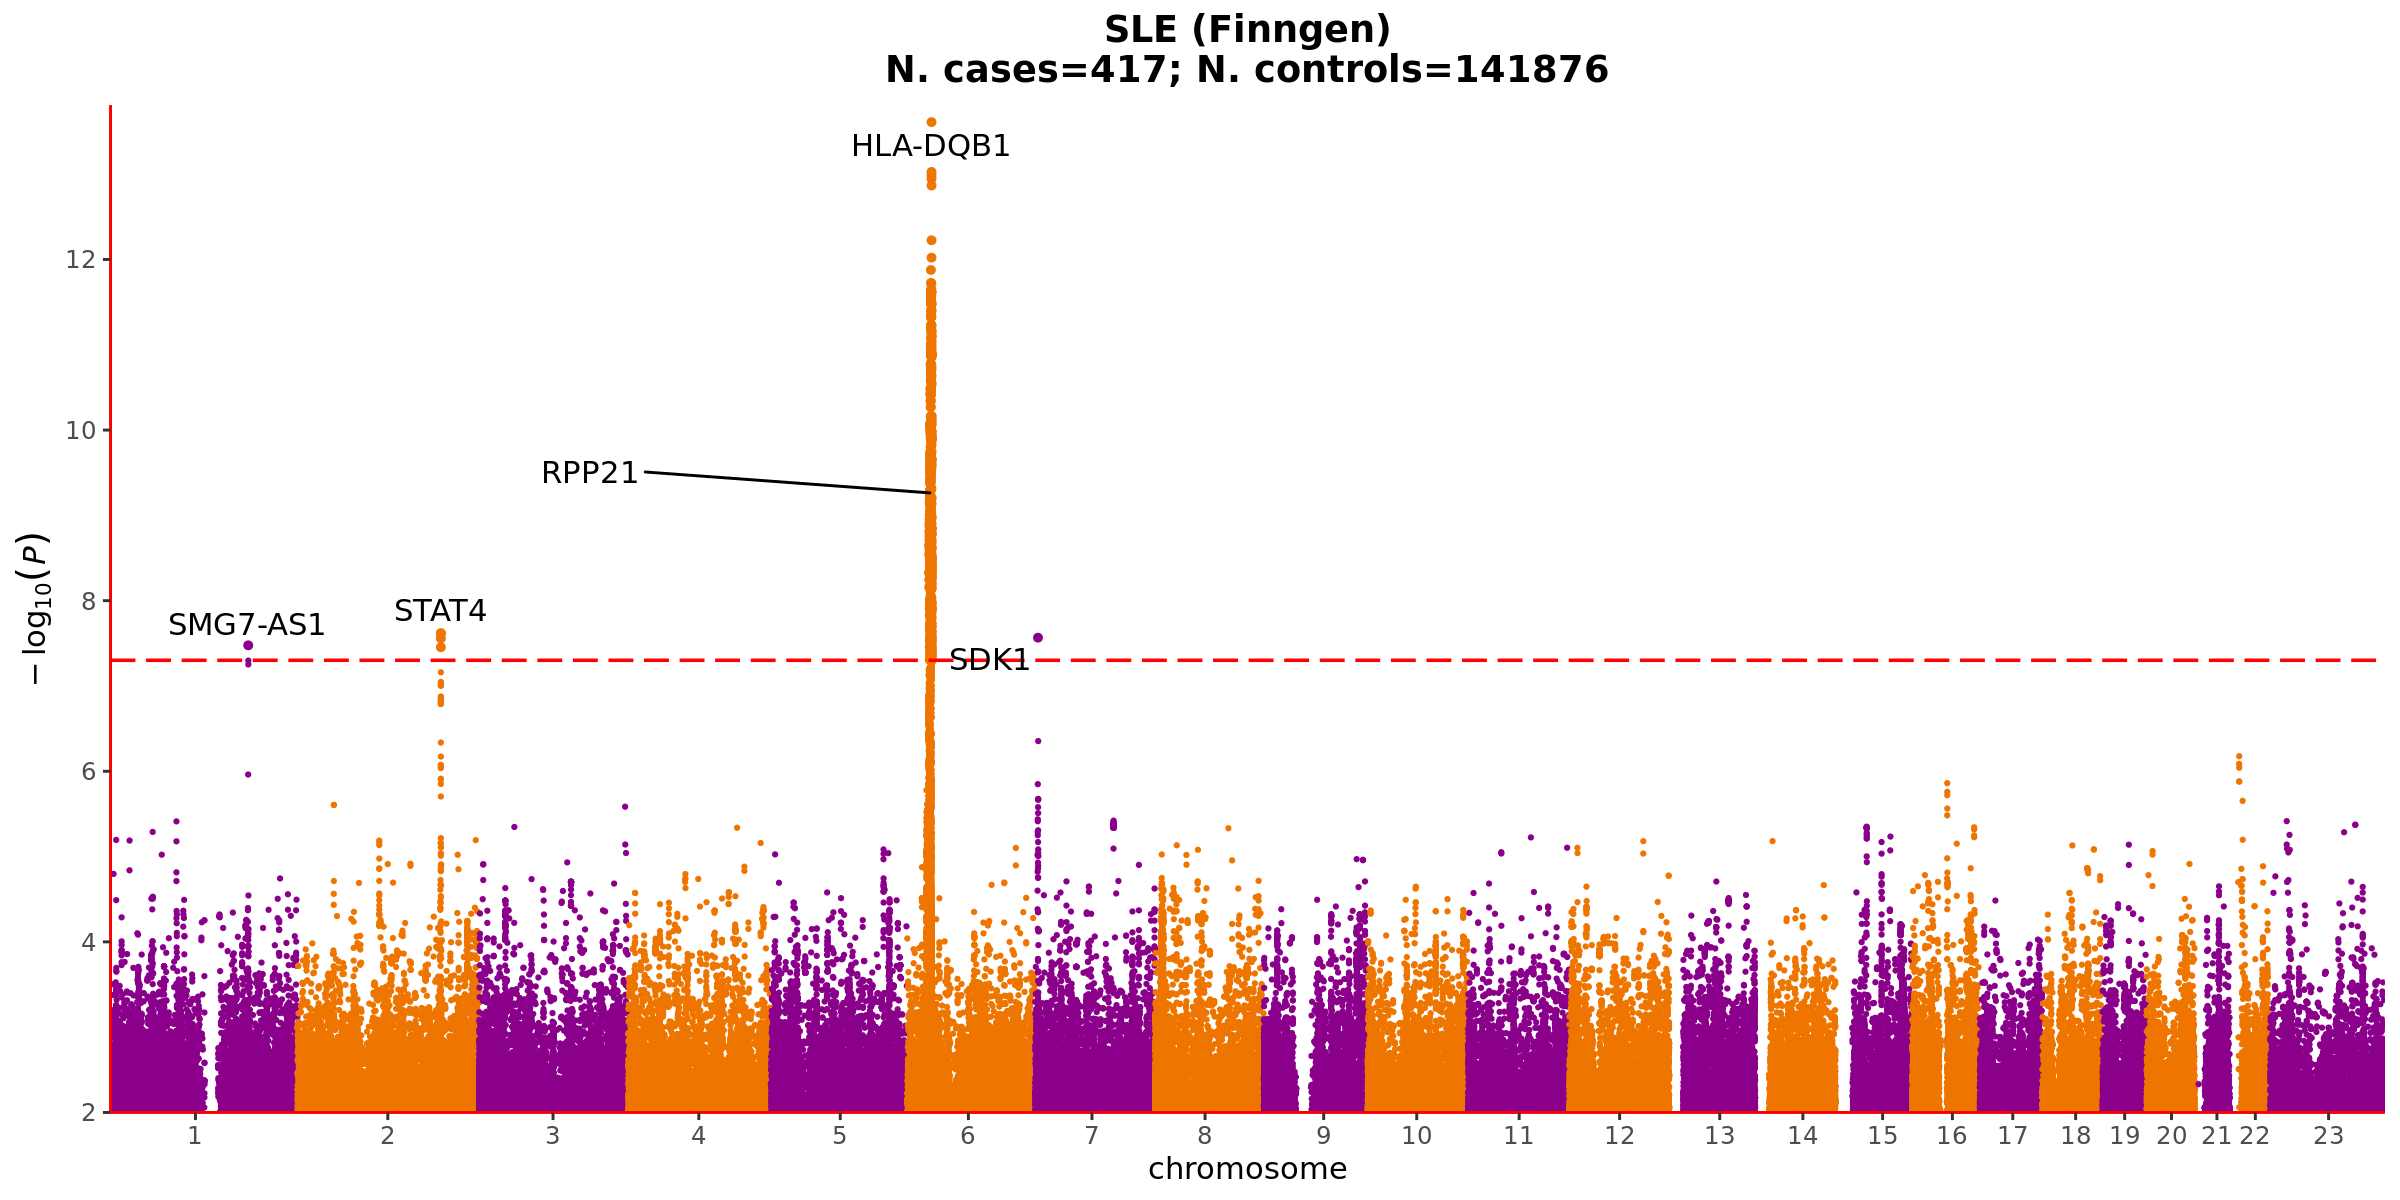 SLE (Finngen)
N. cases=417; N. controls=141876
HLA-DQB1
12
10
RPP21
− log10(P)
8
STAT4
SMG7-AS1
SDK1
6
4
2
1 2 3 4 5 6 7 8 9 10 11 12 13 14 15 16 17 18 19 20 21 22 23
chromosome